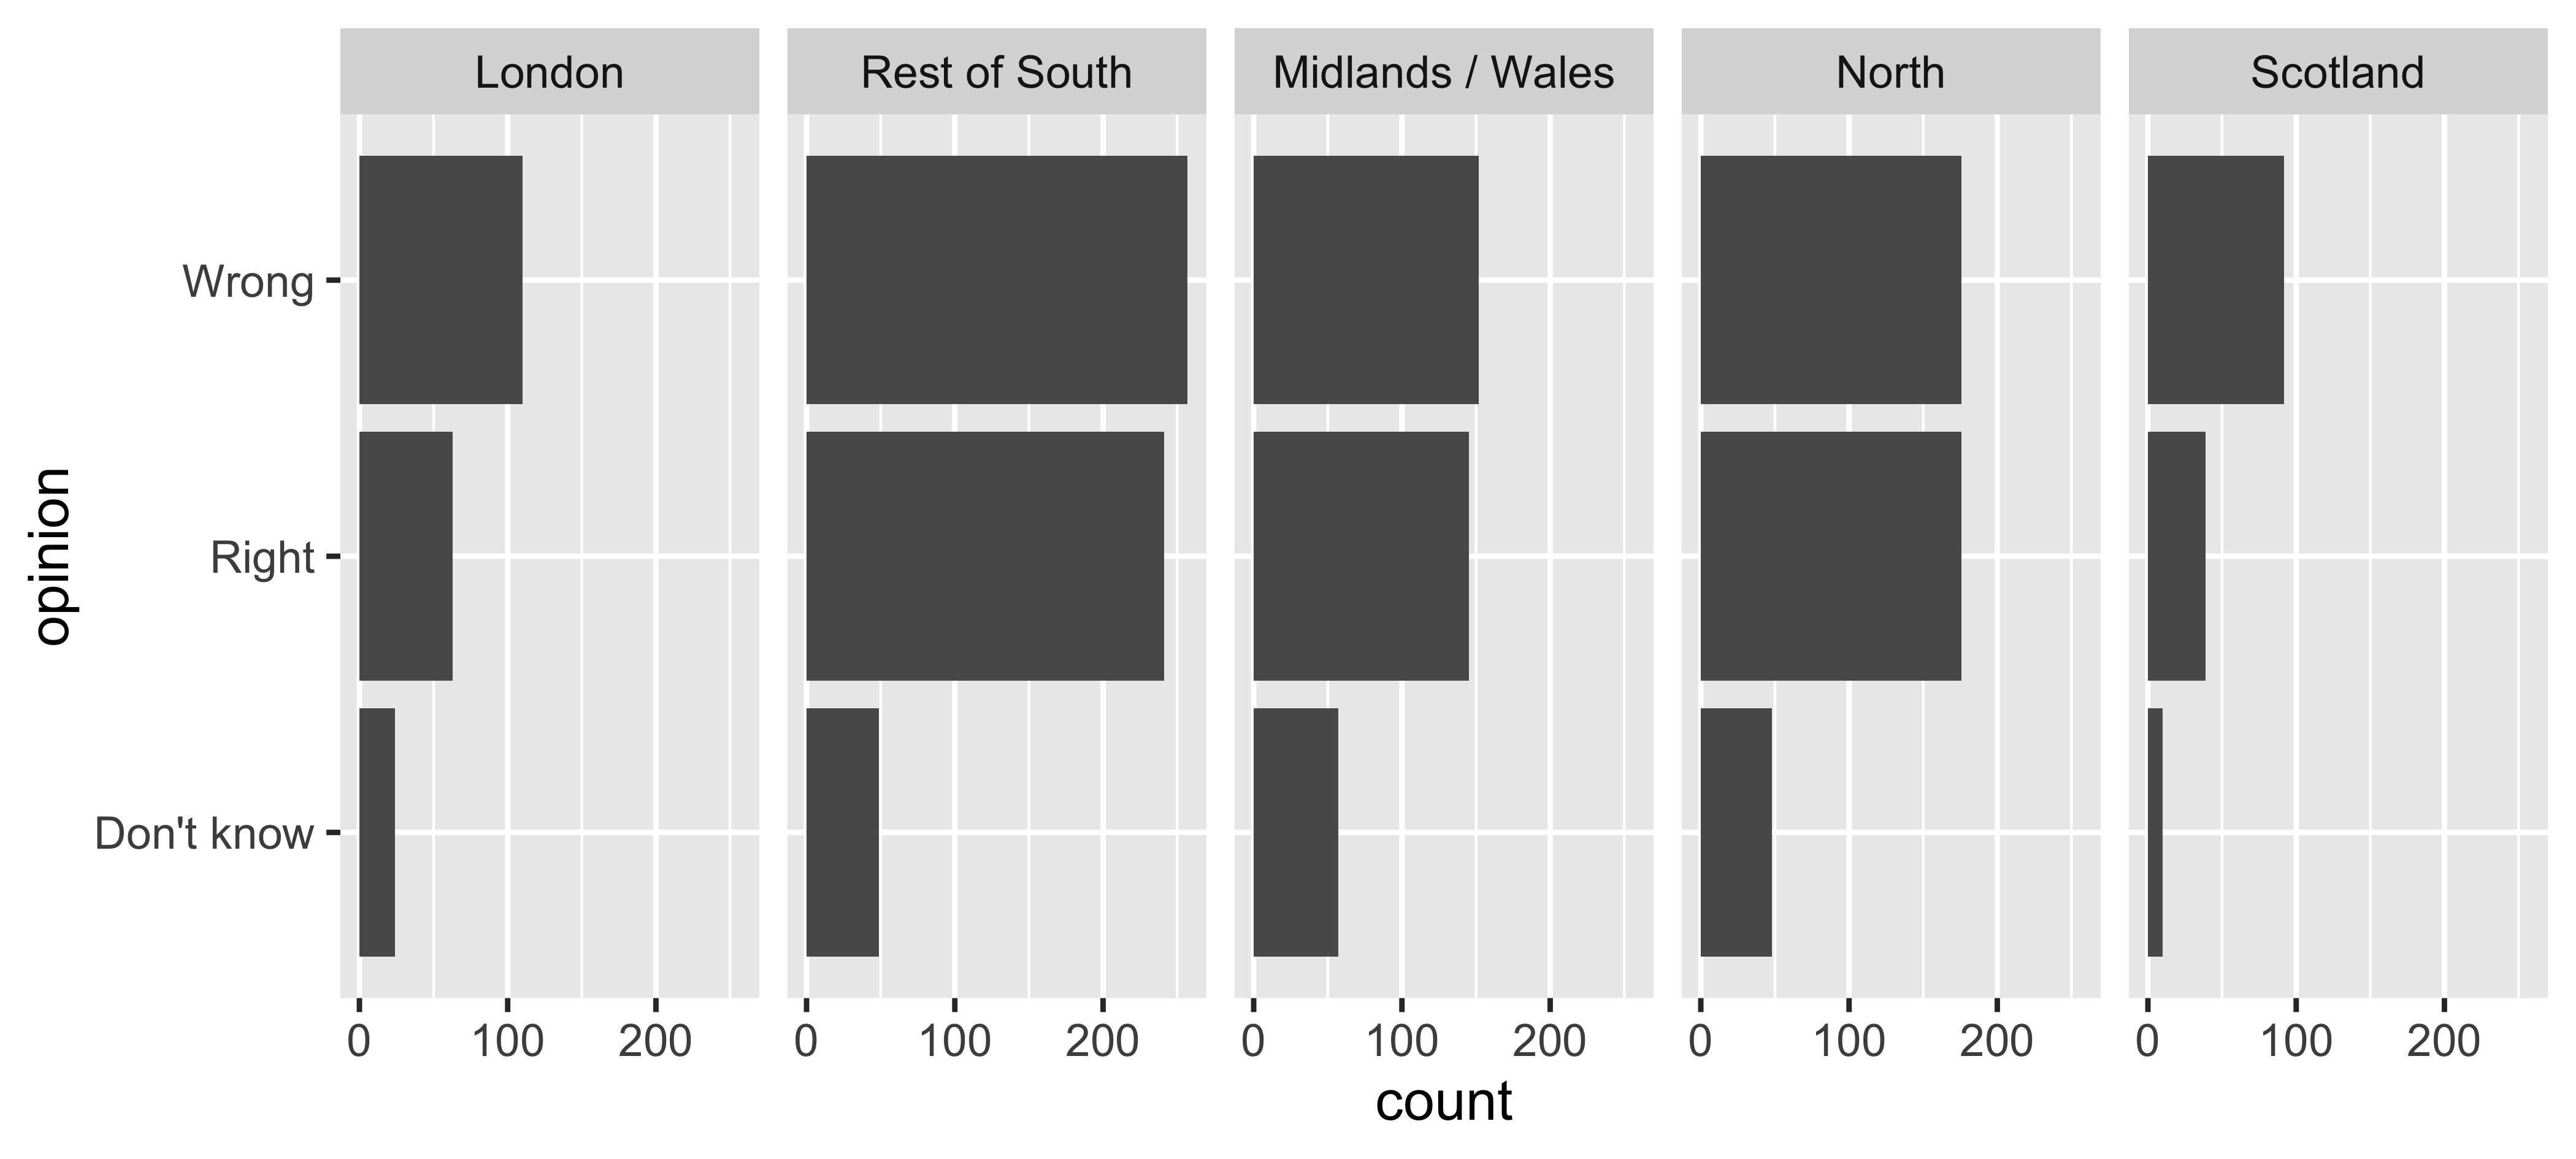 London
Rest of South
Midlands / Wales
North
Scotland
opinion
Wrong
Right
Don't know
0 100 200
0 100 200
0 100 200
0 100 200
0 100 200
count